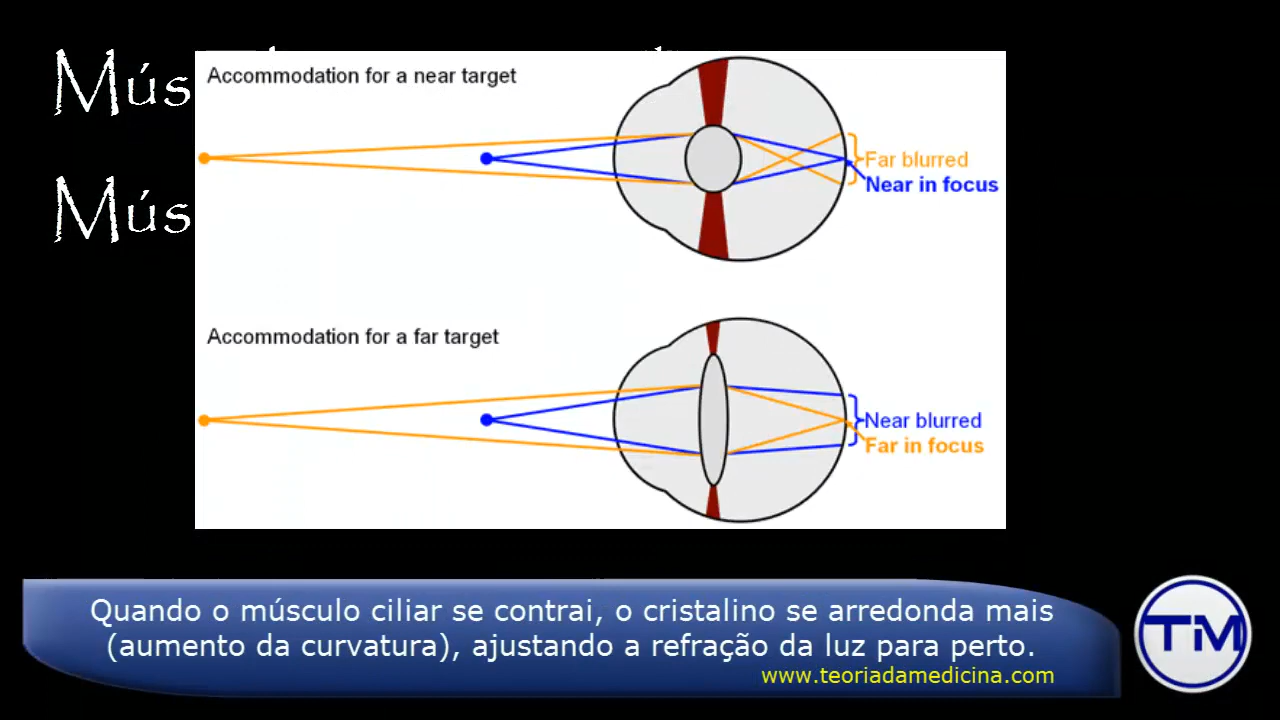 Mús
Accommodation for a near target
Far blurred
Near in focus
Mús
Accommodation for a far target
Near blurred
Far in focus
Quando o músculo ciliar se contrai, o cristalino se arredonda mais
(aumento da curvatura), ajustando a refração da luz para perto.
www.teoriadamedicina.com
TM